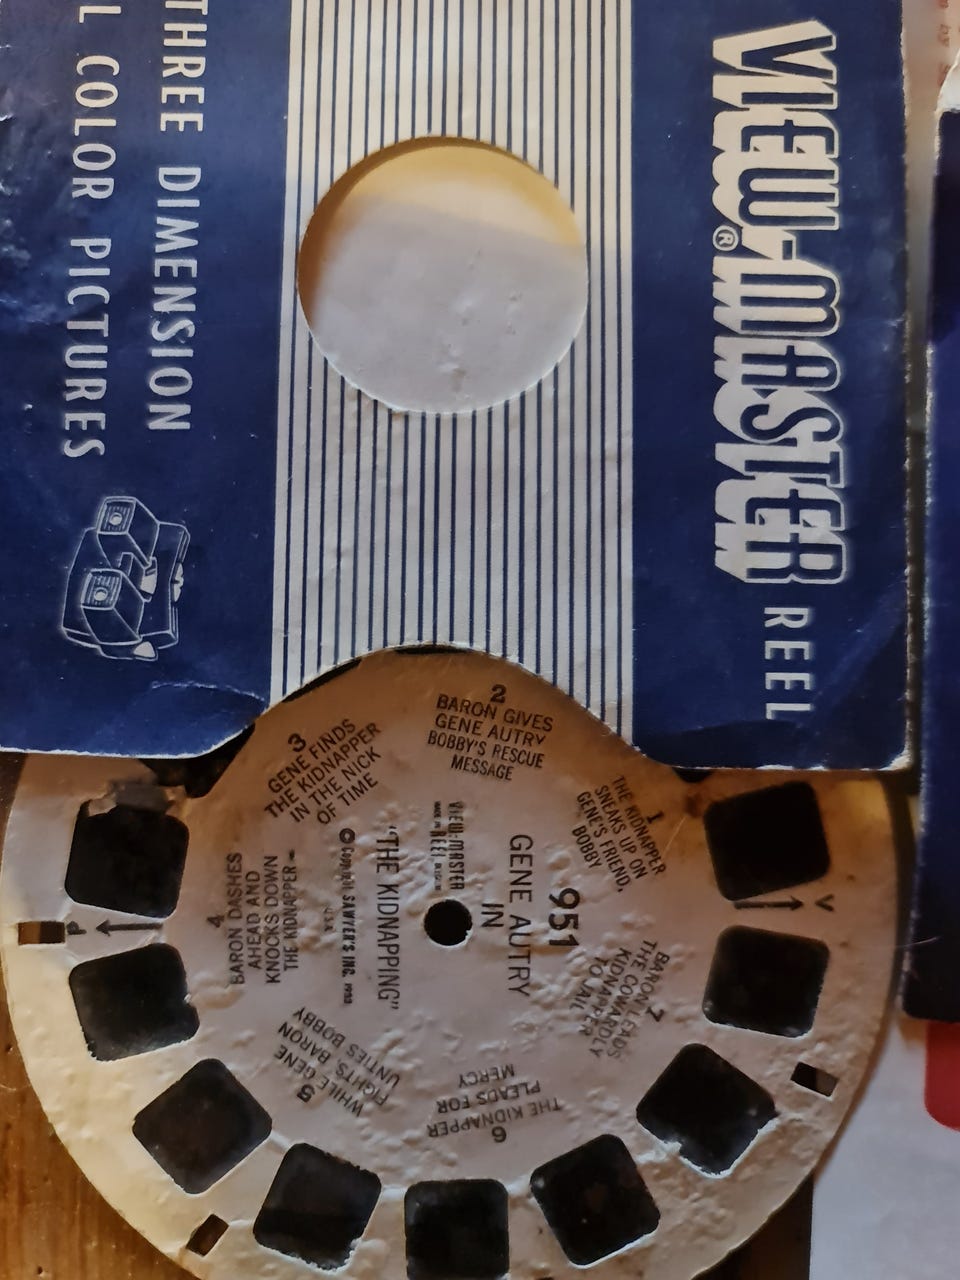 VIEW-MASTER®
REEL
THREE DIMENSION
L COLOR PICTURES
951
GENE AUTRY
IN
VIEW-MASTER
REEL
"THE KIDNAPPING"
© SAWYER'S INC. 1953
U.S.A.
1
THE KIDNAPPER
SNEAKS UP ON
GENE'S FRIEND,
BOBBY
2
BARON GIVES
GENE AUTRY
BOBBY'S RESCUE
MESSAGE
3
GENE FINDS
THE KIDNAPPER
IN THE NICK
OF TIME
4
BARON DASHES
AHEAD AND
KNOCKS DOWN
THE KIDNAPPER
5
WHILE GENE
FIGHTS, BARON
UNTIES BOBBY
6
THE KIDNAPPER
PLEADS FOR
MERCY
7
BARON LEADS
THE COWARDLY
KIDNAPPER
TO JAIL
V
P